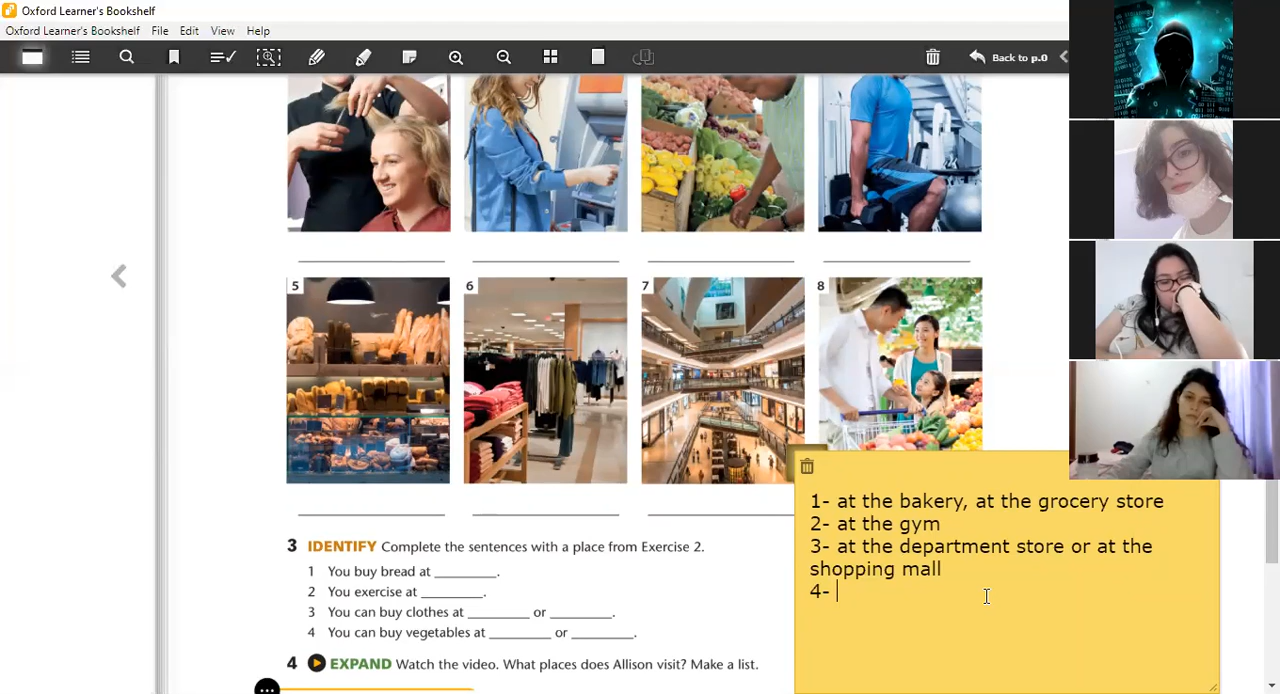 Oxford Learner's Bookshelf
Oxford Learner's Bookshelf File Edit View Help
Back to p.0
5
6
7
8
3 IDENTIFY Complete the sentences with a place from Exercise 2.
1 You buy bread at ________.
2 You exercise at ________.
3 You can buy clothes at ________ or ________.
4 You can buy vegetables at ________ or ________.
4 EXPAND Watch the video. What places does Allison visit? Make a list.
1- at the bakery, at the grocery store
2- at the gym
3- at the department store or at the
shopping mall
4-